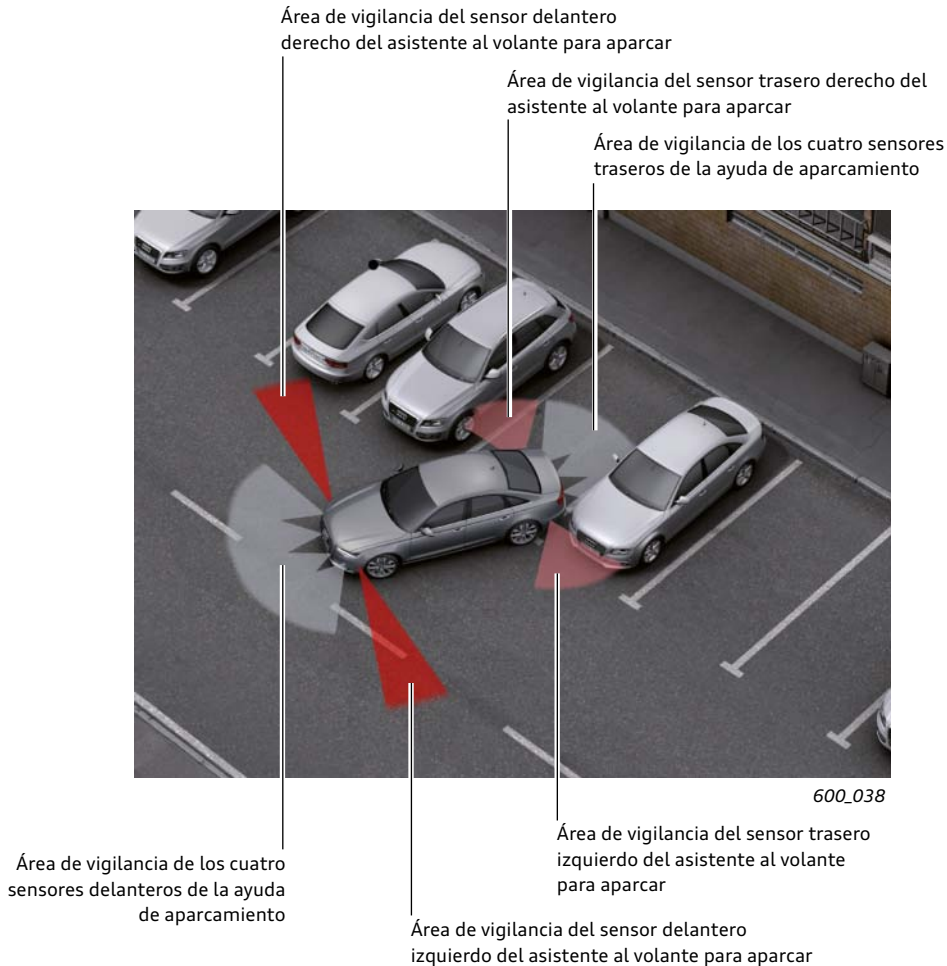 Área de vigilancia del sensor delantero
derecho del asistente al volante para aparcar
Área de vigilancia del sensor trasero derecho del
asistente al volante para aparcar
Área de vigilancia de los cuatro sensores
traseros de la ayuda de aparcamiento
600_038
Área de vigilancia del sensor trasero
izquierdo del asistente al volante
para aparcar
Área de vigilancia de los cuatro
sensores delanteros de la ayuda
de aparcamiento
Área de vigilancia del sensor delantero
izquierdo del asistente al volante para aparcar